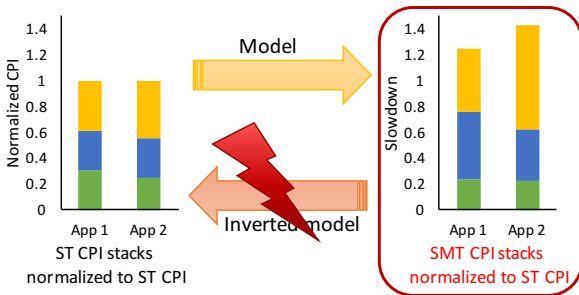 Normalized CPI
1.4
1.2
1
0.8
0.6
0.4
0.2
0
App 1 App 2
ST CPI stacks
normalized to ST CPI
Model
Inverted model
Slowdown
1.4
1.2
1
0.8
0.6
0.4
0.2
0
App 1 App 2
SMT CPI stacks
normalized to ST CPI